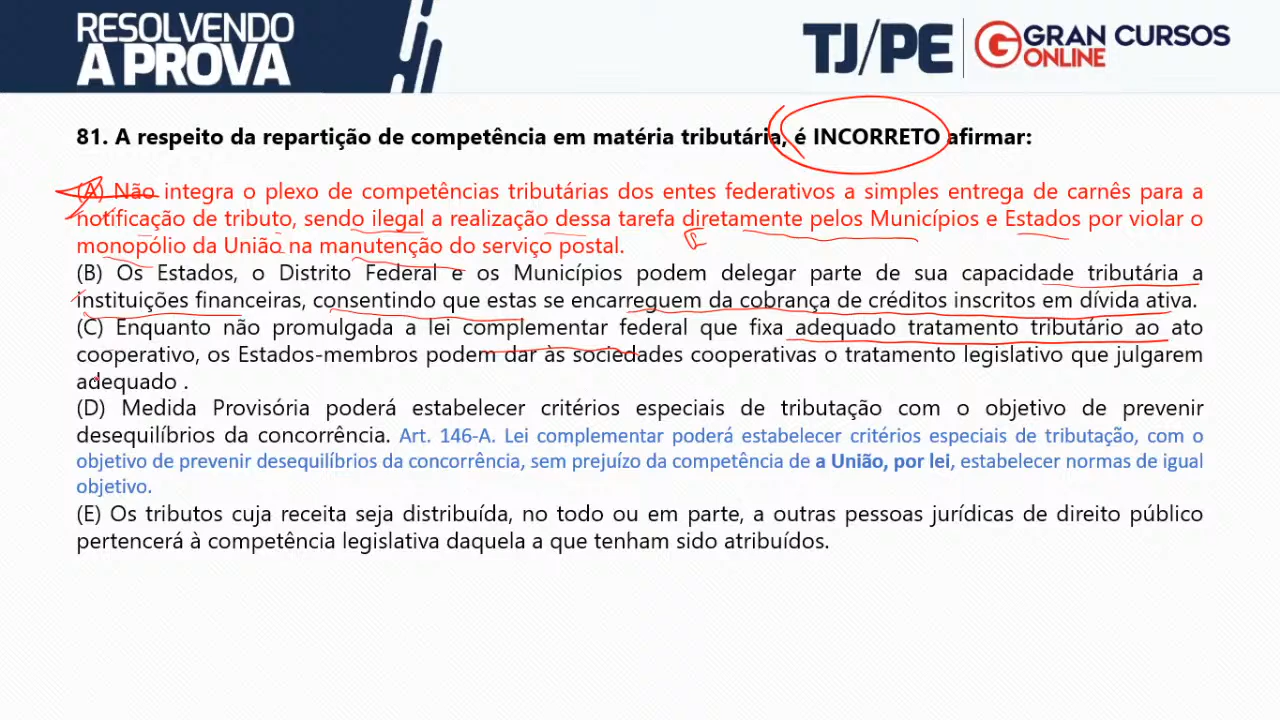 RESOLVENDO
A PROVA
TJ/PE
GRAN CURSOS
ONLINE
81. A respeito da repartição de competência em matéria tributária, é INCORRETO afirmar:
(A) Não integra o plexo de competências tributárias dos entes federativos a simples entrega de carnês para a
notificação de tributo, sendo ilegal a realização dessa tarefa diretamente pelos Municípios e Estados por violar o
monopólio da União na manutenção do serviço postal.
(B) Os Estados, o Distrito Federal e os Municípios podem delegar parte de sua capacidade tributária a
instituições financeiras, consentindo que estas se encarreguem da cobrança de créditos inscritos em dívida ativa.
(C) Enquanto não promulgada a lei complementar federal que fixa adequado tratamento tributário ao ato
cooperativo, os Estados-membros podem dar às sociedades cooperativas o tratamento legislativo que julgarem
adequado .
(D) Medida Provisória poderá estabelecer critérios especiais de tributação com o objetivo de prevenir
desequilíbrios da concorrência. Art. 146-A. Lei complementar poderá estabelecer critérios especiais de tributação, com o
objetivo de prevenir desequilíbrios da concorrência, sem prejuízo da competência de a União, por lei, estabelecer normas de igual
objetivo.
(E) Os tributos cuja receita seja distribuída, no todo ou em parte, a outras pessoas jurídicas de direito público
pertencerá à competência legislativa daquela a que tenham sido atribuídos.